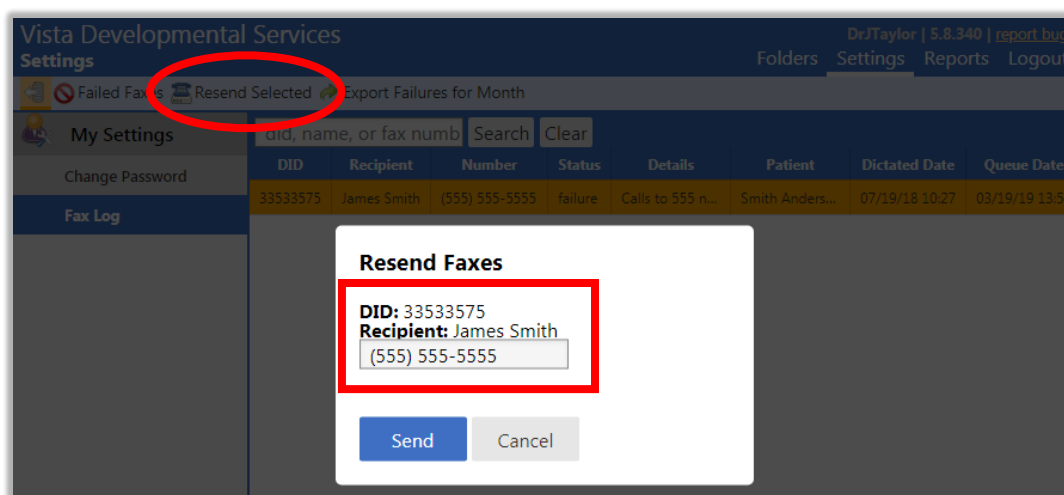 Vista Developmental Services
DrJTaylor | 5.8.340 | report bug
Settings
Folders Settings Reports Logout
Failed Faxes Resend Selected Export Failures for Month
My Settings
did, name, or fax numb Search Clear
Change Password
DID Recipient Number Status Details Patient Dictated Date Queue Date
33533575 James Smith (555) 555-5555 failure Calls to 555 n... Smith Anders... 07/19/18 10:27 03/19/19 13:5
Fax Log
Resend Faxes
DID: 33533575
Recipient: James Smith
(555) 555-5555
Send Cancel